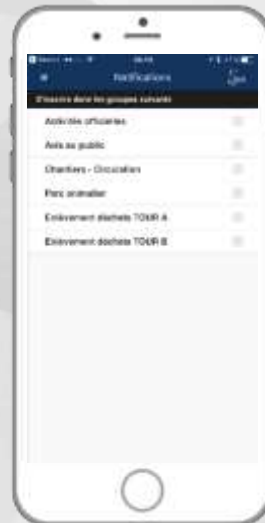 Notifications
S'inscrire dans les groupes suivants
Activités officielles
Avis au public
Chantiers - Circulation
Parc animalier
Enlèvement déchets TOUR A
Enlèvement déchets TOUR B